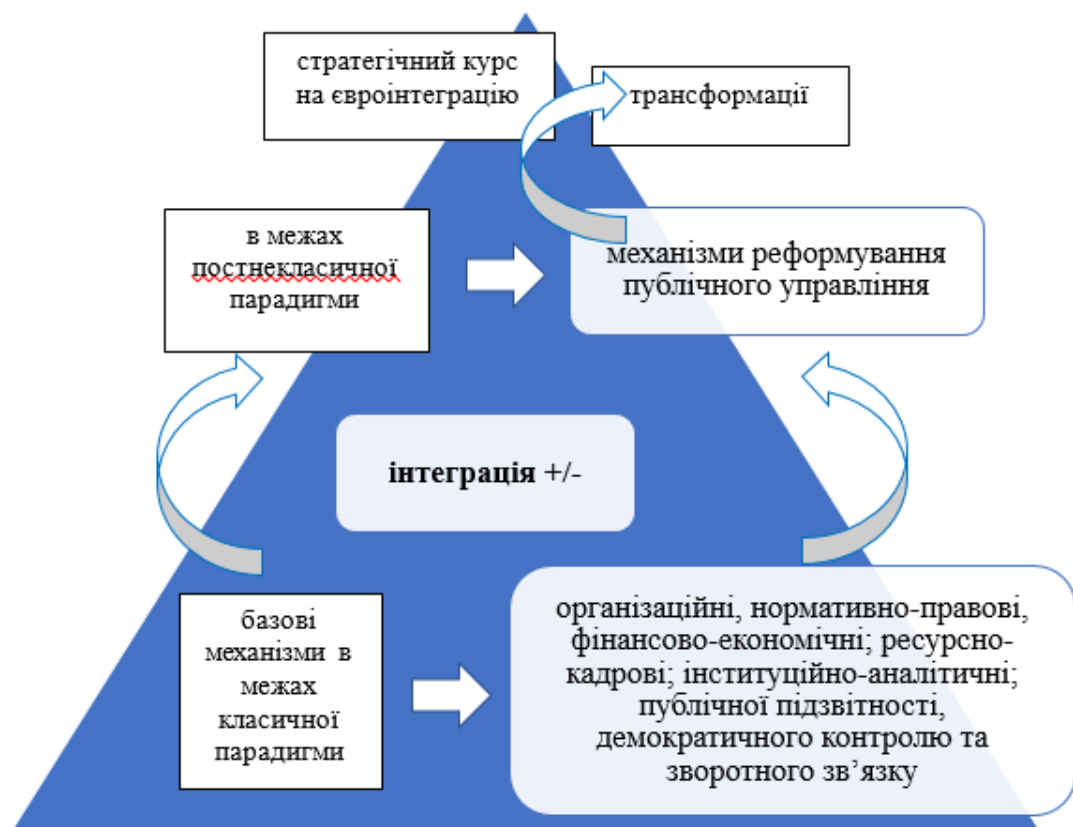 стратегічний курс
на євроінтеграцію
трансформації
в межах
постнекласичної
парадигми
механізми реформування
публічного управління
інтеграція +/-
базові
механізми в
межах
класичної
парадигми
організаційні, нормативно-правові,
фінансово-економічні; ресурсно-
кадрові; інституційно-аналітичні;
публічної підзвітності,
демократичного контролю та
зворотного зв’язку